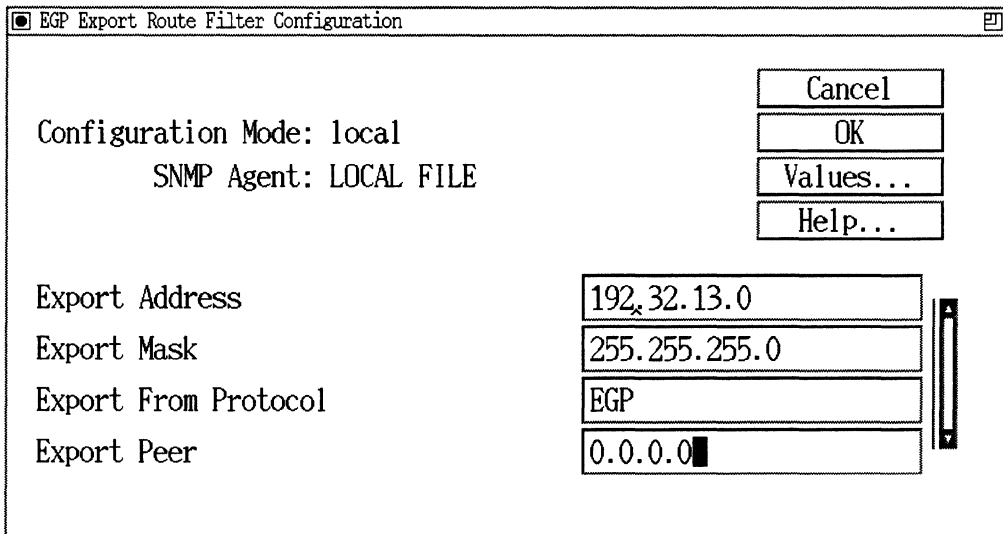 EGP Export Route Filter Configuration
Cancel
Configuration Mode: local
OK
SNMP Agent: LOCAL FILE
Values...
Help...
Export Address 192.32.13.0
Export Mask 255.255.255.0
Export From Protocol EGP
Export Peer 0.0.0.0